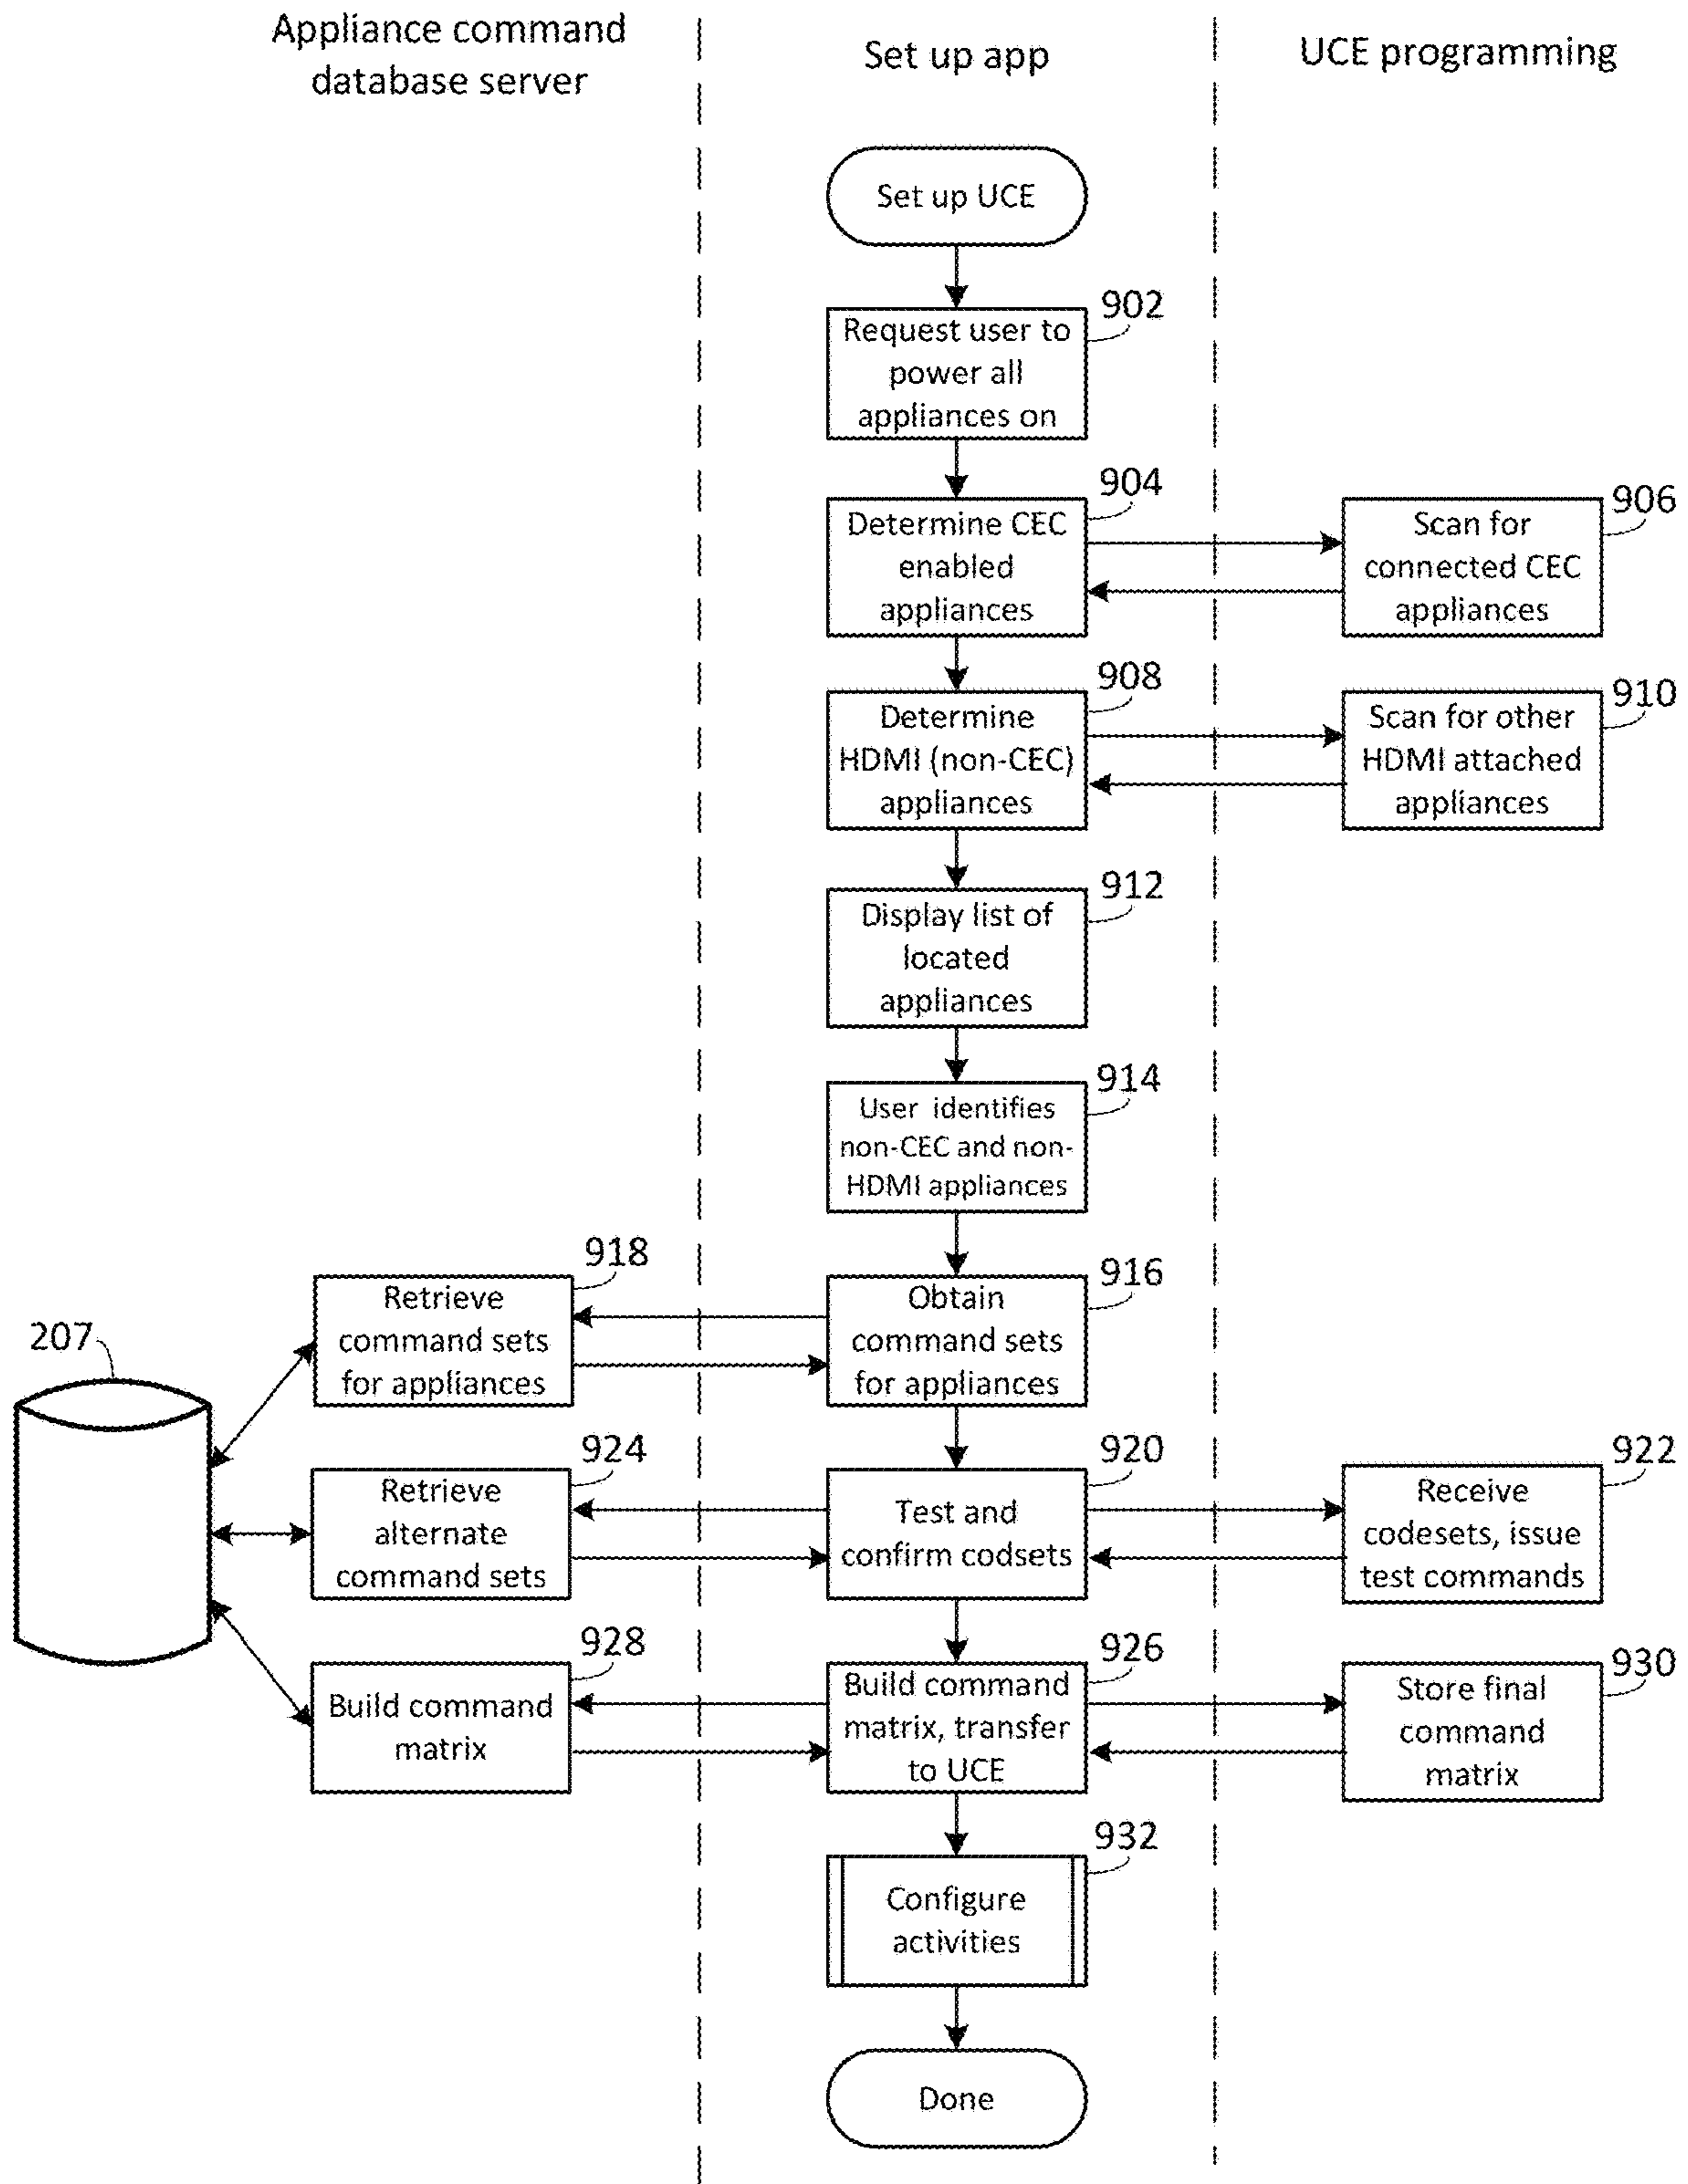 Appliance command
database server
Set up app
UCE programming
Set up UCE
902
Request user to
power all
appliances on
904
Determine CEC
enabled
appliances
906
Scan for
connected CEC
appliances
908
Determine
HDMI (non-CEC)
appliances
910
Scan for other
HDMI attached
appliances
912
Display list of
located
appliances
914
User identifies
non-CEC and non-
HDMI appliances
918
Retrieve
command sets
for appliances
916
Obtain
command sets
for appliances
207
924
Retrieve
alternate
command sets
920
Test and
confirm codsets
922
Receive
codesets, issue
test commands
928
Build command
matrix
926
Build command
matrix, transfer
to UCE
930
Store final
command
matrix
932
Configure
activities
Done